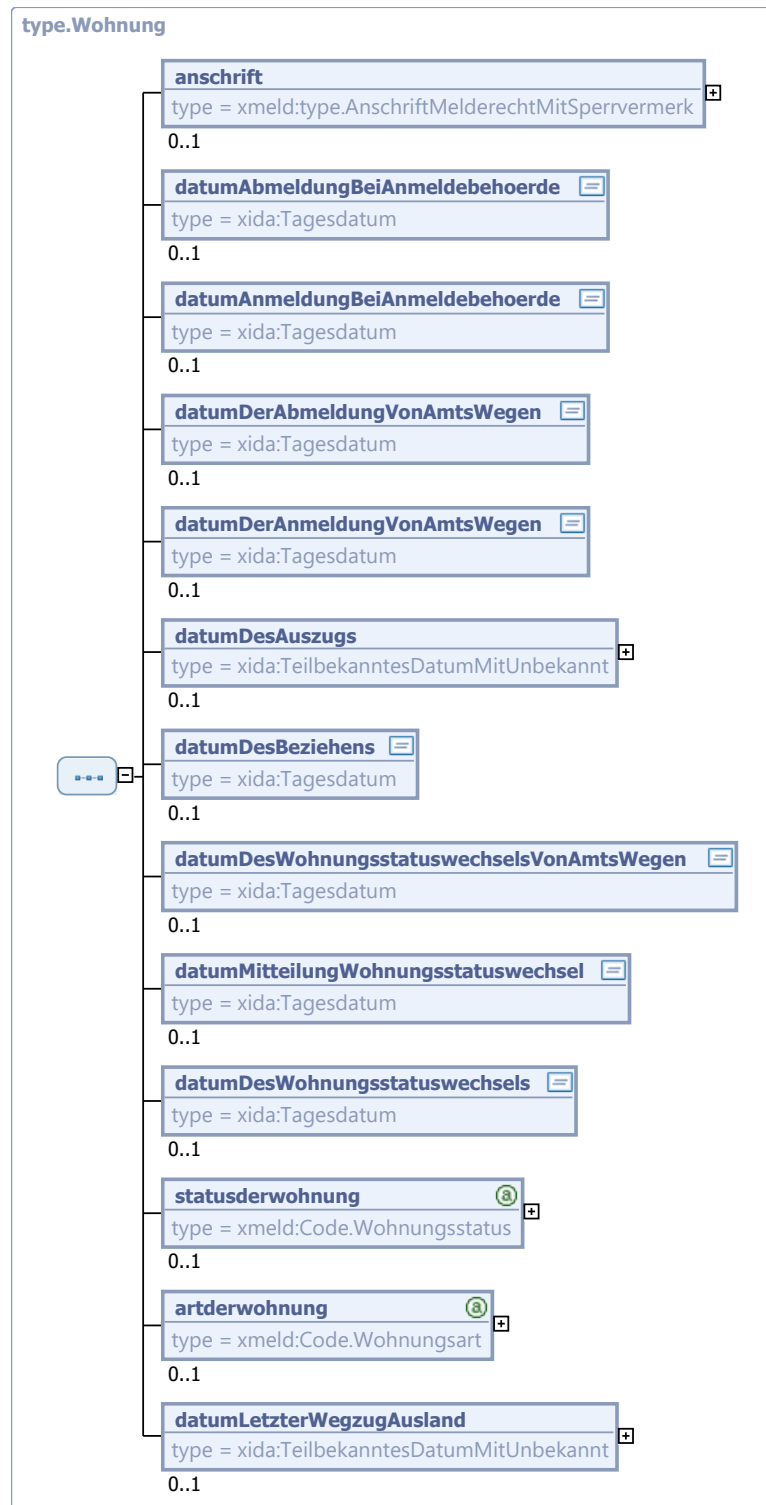 type.Wohnung
anschrift
type = xmeld:type.AnschriftMelderechtMitSperrvermerk
0..1
datumAbmeldungBeiAnmeldebehoerde
type = xida:Tagesdatum
0..1
datumAnmeldungBeiAnmeldebehoerde
type = xida:Tagesdatum
0..1
datumDerAbmeldungVonAmtsWegen
type = xida:Tagesdatum
0..1
datumDerAnmeldungVonAmtsWegen
type = xida:Tagesdatum
0..1
datumDesAuszugs
type = xida:TeilbekanntesDatumMitUnbekannt
0..1
datumDesBeziehens
type = xida:Tagesdatum
0..1
datumDesWohnungsstatuswechselsVonAmtsWegen
type = xida:Tagesdatum
0..1
datumMitteilungWohnungsstatuswechsel
type = xida:Tagesdatum
0..1
datumDesWohnungsstatuswechsels
type = xida:Tagesdatum
0..1
statusderwohnung
type = xmeld:Code.Wohnungsstatus
0..1
artderwohnung
type = xmeld:Code.Wohnungsart
0..1
datumLetzterWegzugAusland
type = xida:TeilbekanntesDatumMitUnbekannt
0..1